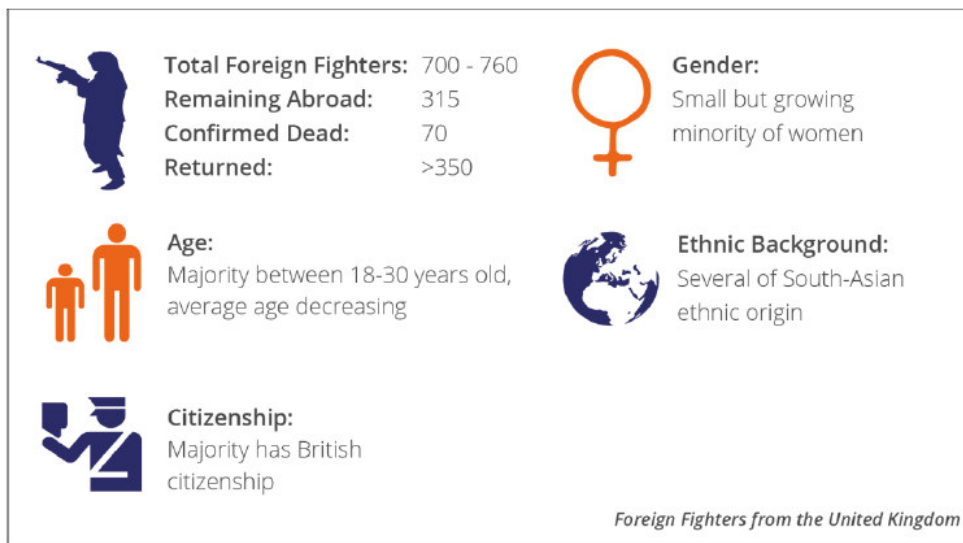 Total Foreign Fighters: 700 - 760
Remaining Abroad: 315
Confirmed Dead: 70
Returned: >350
Gender:
Small but growing
minority of women
Age:
Majority between 18-30 years old,
average age decreasing
Ethnic Background:
Several of South-Asian
ethnic origin
Citizenship:
Majority has British
citizenship
Foreign Fighters from the United Kingdom